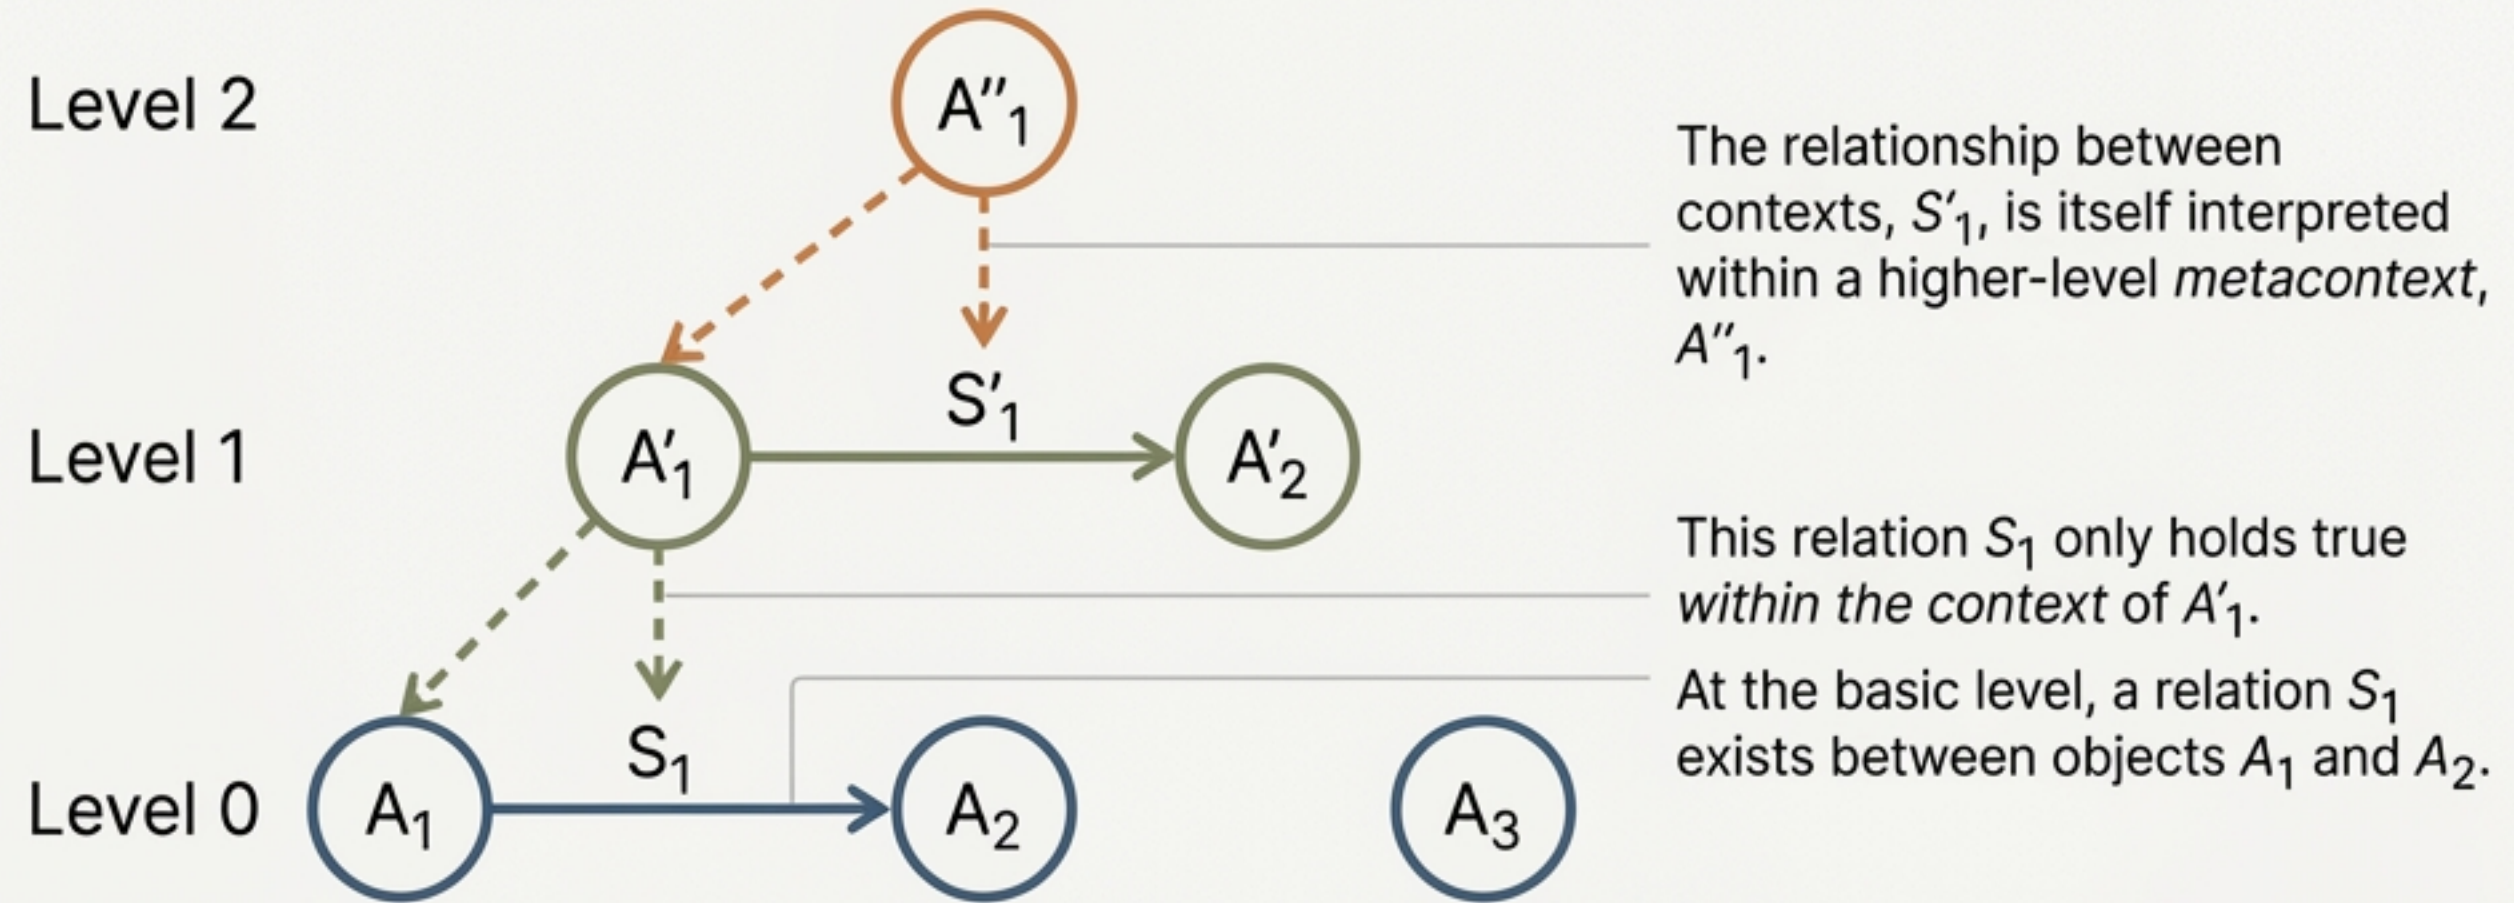 Level 2
A″₁
The relationship between
contexts, S′₁, is itself interpreted
within a higher-level metacontext,
A″₁.
S′₁
Level 1
A′₁
A′₂
This relation S₁ only holds true
within the context of A′₁.
At the basic level, a relation S₁
exists between objects A₁ and A₂.
S₁
Level 0
A₁
A₂
A₃